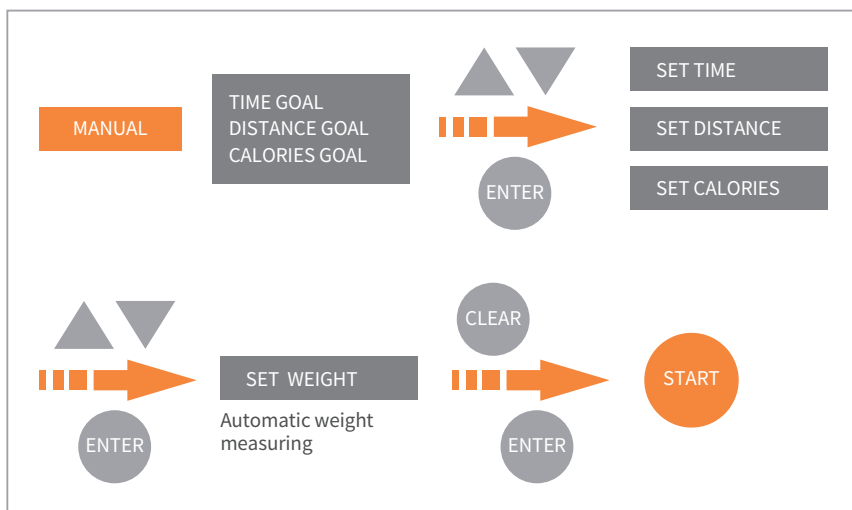 MANUAL
TIME GOAL
DISTANCE GOAL
CALORIES GOAL
ENTER
SET TIME
SET DISTANCE
SET CALORIES
ENTER
SET WEIGHT
Automatic weight
measuring
CLEAR
ENTER
START